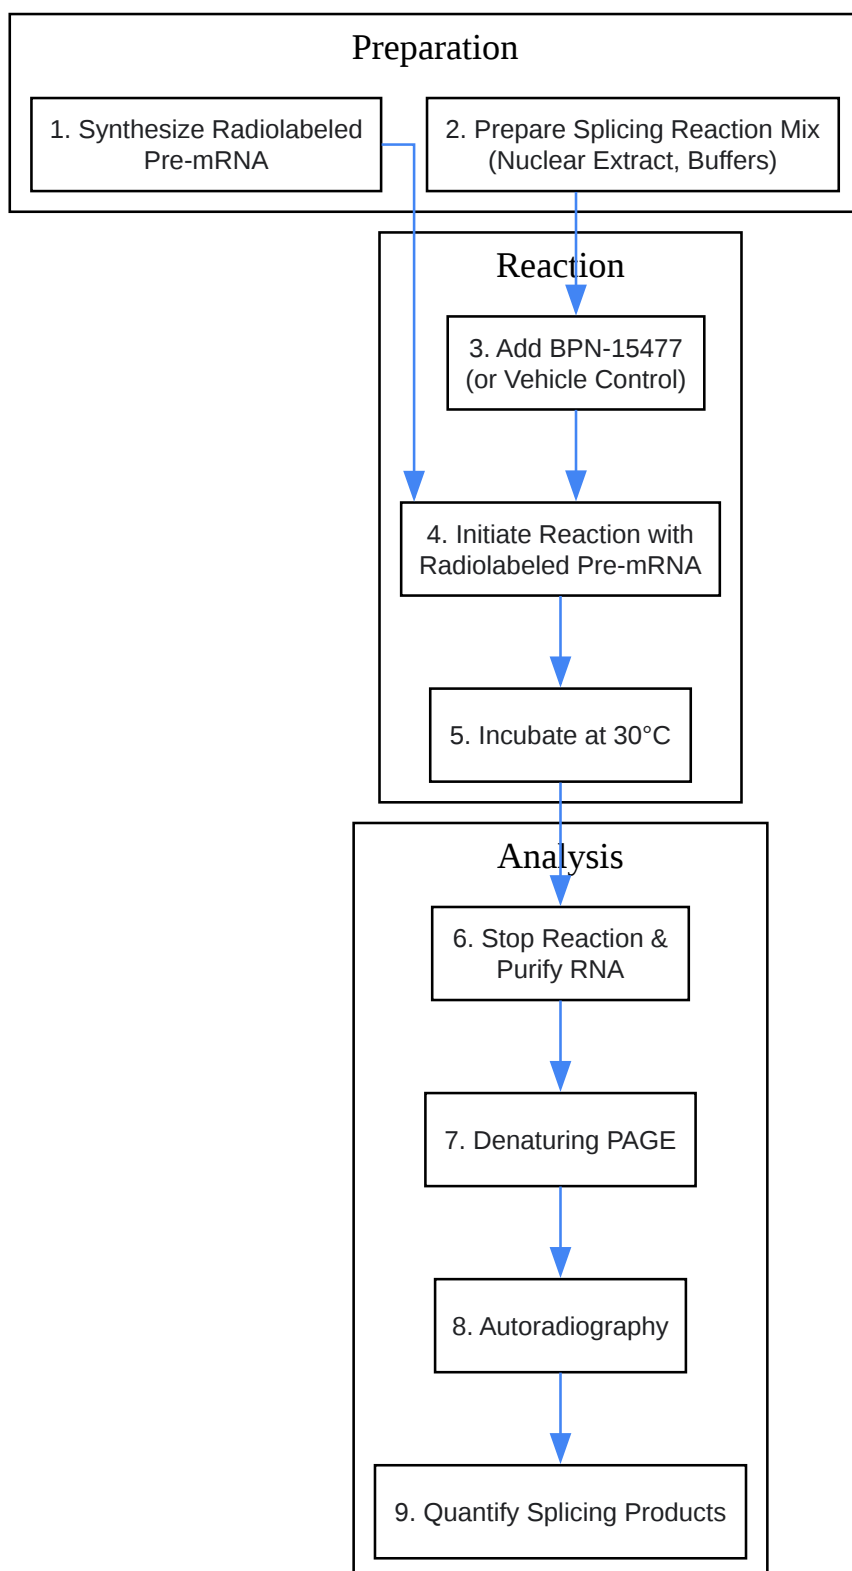 Preparation
1. Synthesize Radiolabeled
Pre-mRNA
2. Prepare Splicing Reaction Mix
(Nuclear Extract, Buffers)
Reaction
3. Add BPN-15477
(or Vehicle Control)
4. Initiate Reaction with
Radiolabeled Pre-mRNA
5. Incubate at 30°C
Analysis
6. Stop Reaction &
Purify RNA
7. Denaturing PAGE
8. Autoradiography
9. Quantify Splicing Products